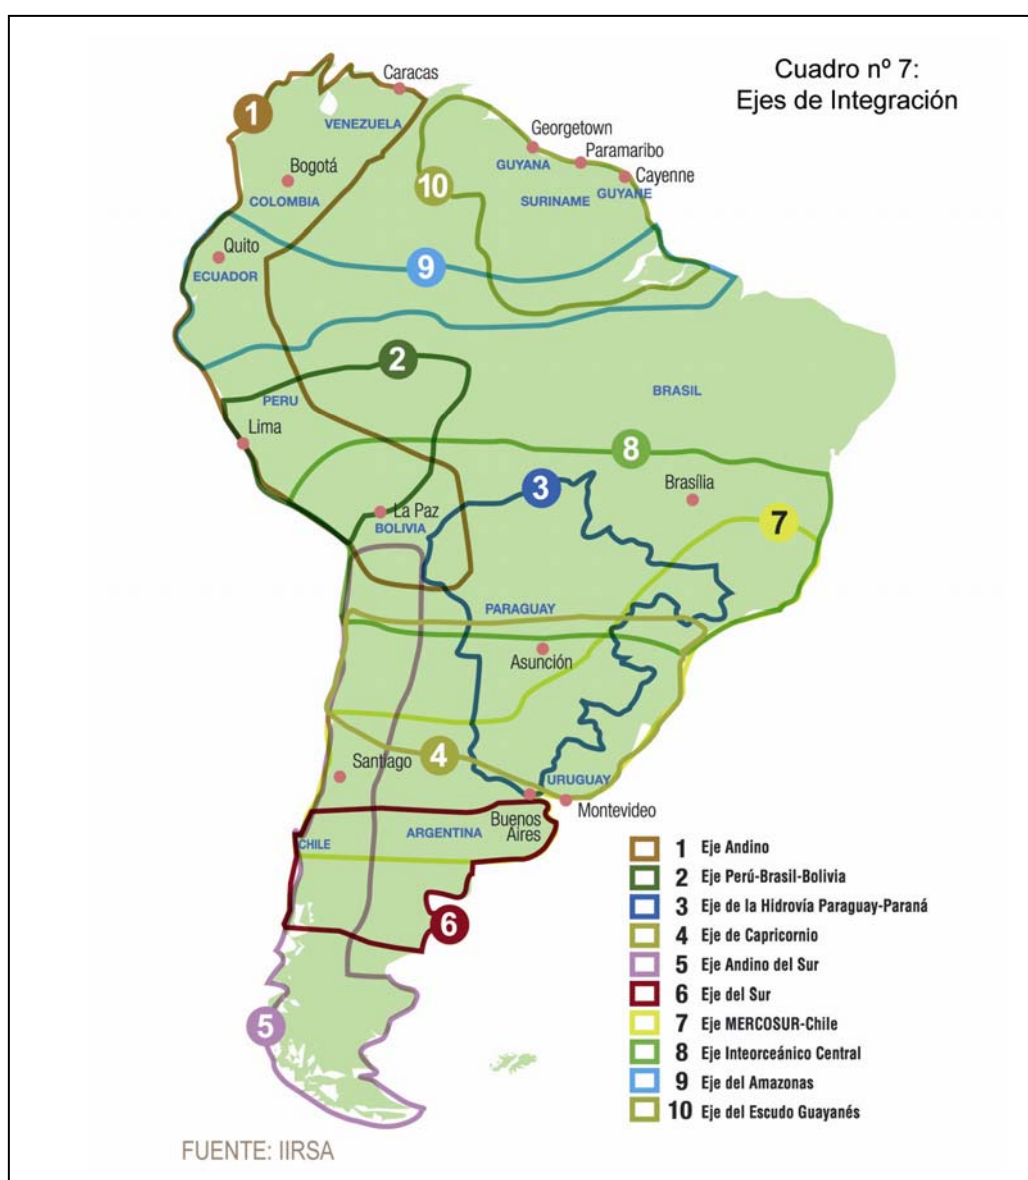 Cuadro nº 7:
Ejes de Integración
Caracas
1
VENEZUELA
Georgetown
Paramaribo
GUYANA
Bogotá
10
Cayenne
GUYANE
COLOMBIA
SURINAME
Quito
9
ECUADOR
2
BRASIL
PERU
Lima
8
Brasília
3
La Paz
7
BOLIVIA
PARAGUAY
Asunción
4
Santiago
URUGUAY
Montevideo
Buenos
Aires
ARGENTINA
CHILE
6
5
1 Eje Andino
2 Eje Perú-Brasil-Bolivia
3 Eje de la Hidrovía Paraguay-Paraná
4 Eje de Capricornio
5 Eje Andino del Sur
6 Eje del Sur
7 Eje MERCOSUR-Chile
8 Eje Inteorceánico Central
9 Eje del Amazonas
10 Eje del Escudo Guayanés
FUENTE: IIRSA